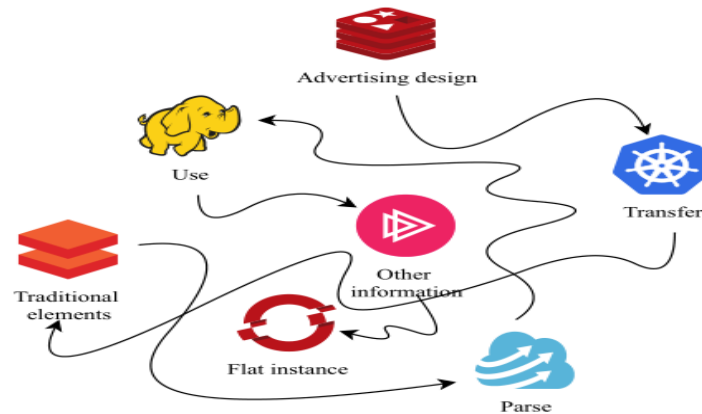 Advertising design
Use
Transfer
Other
information
Traditional
elements
Flat instance
Parse